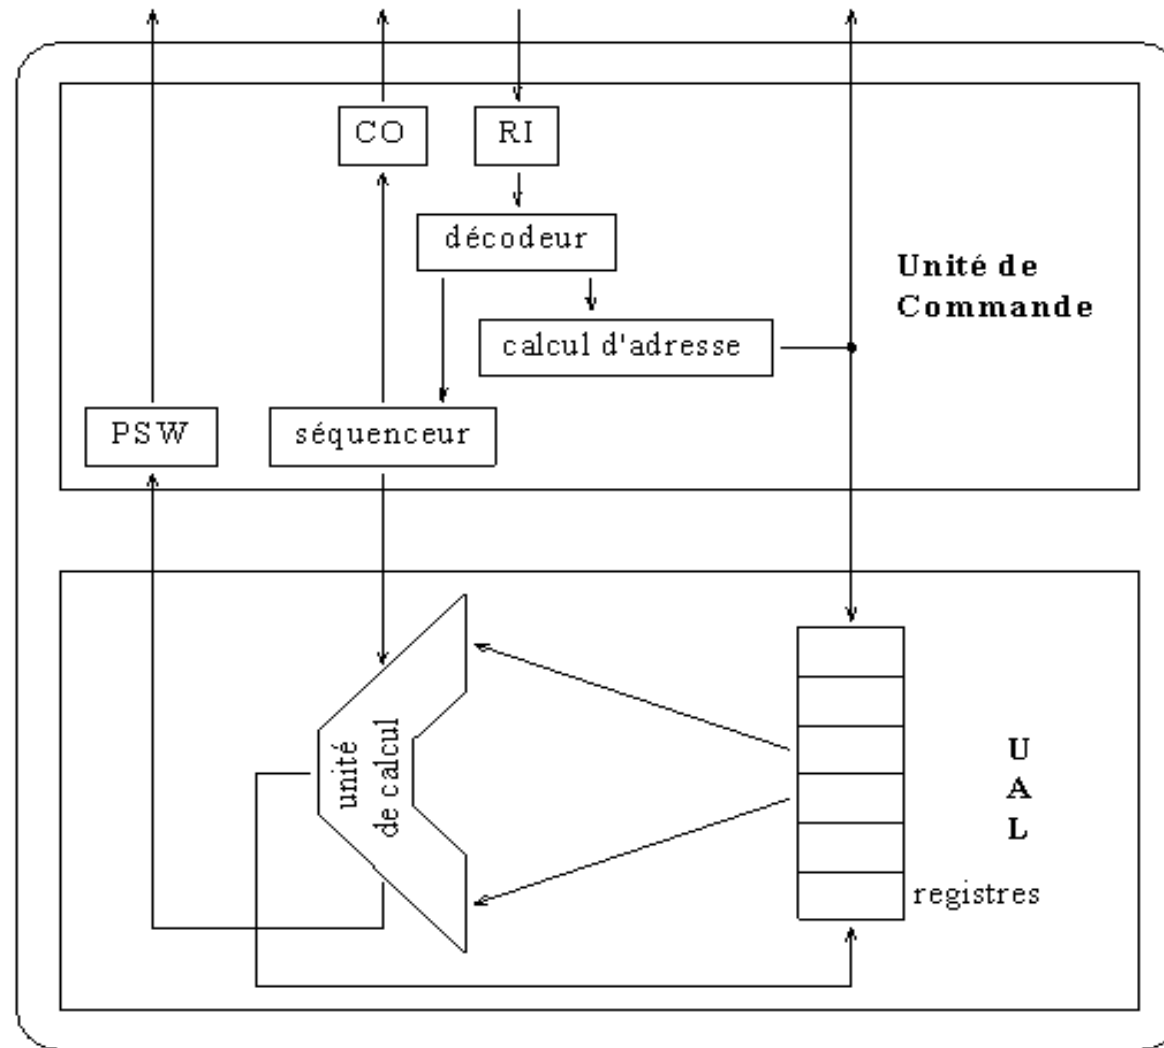 CO
RI
décodeur
Unité de
Commande
calcul d'adresse
PSW
séquenceur
unité
de calcul
U
A
L
registres